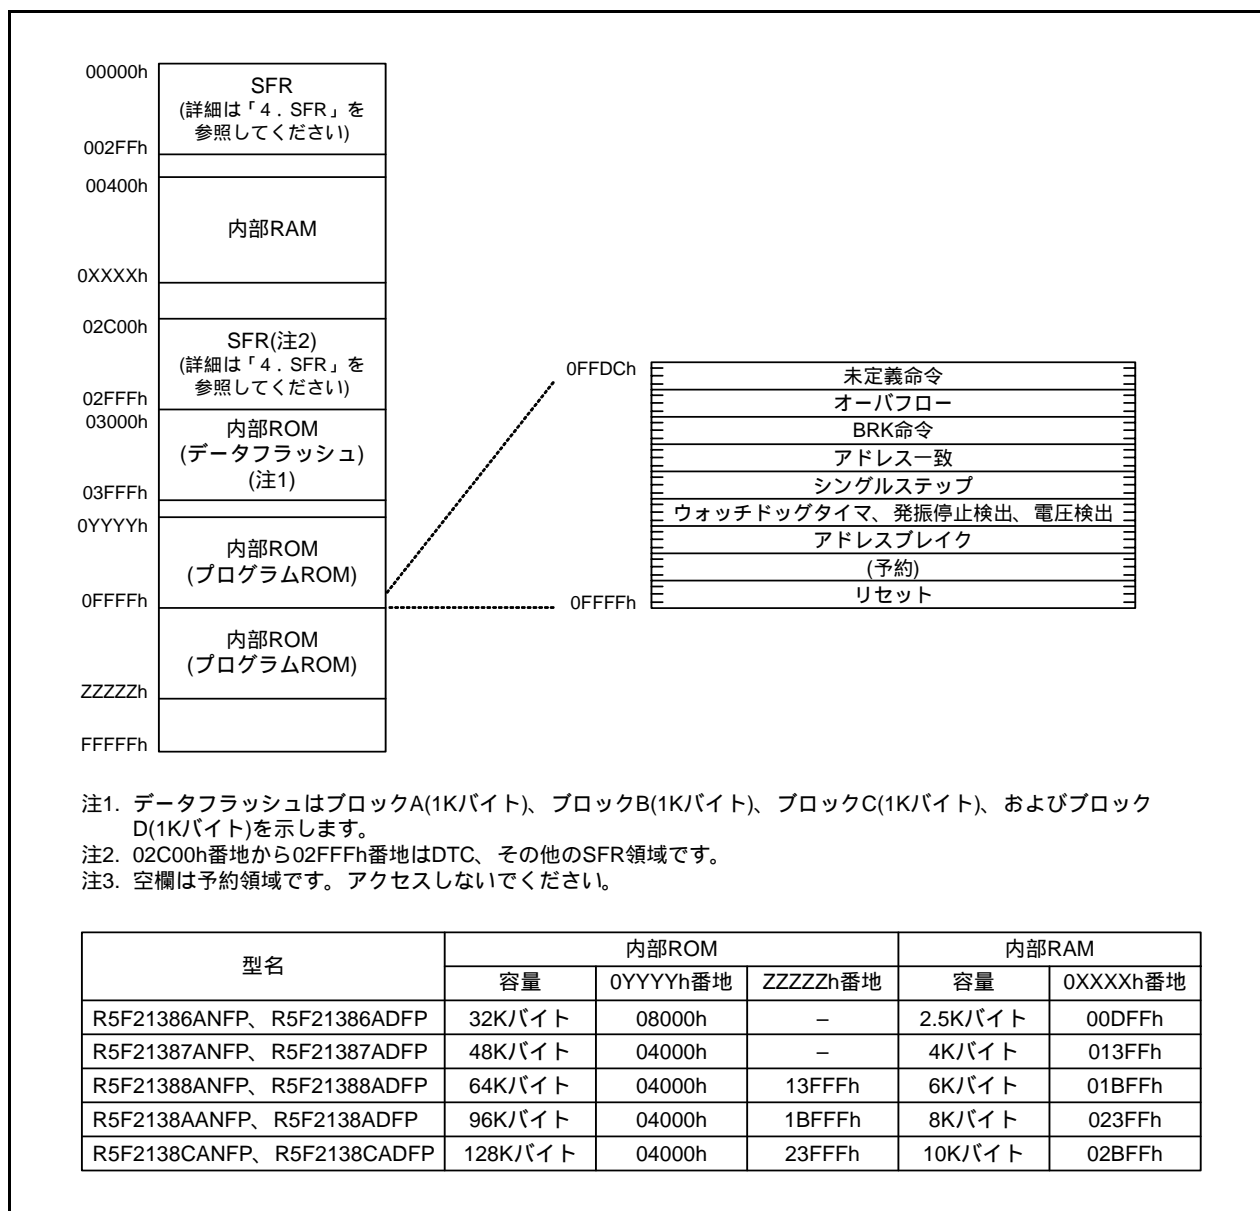 00000h
SFR
(詳細は「4．SFR」を
参照してください)
002FFh
00400h
内部RAM
0XXXXh
02C00h
SFR(注2)
(詳細は「4．SFR」を
参照してください)
02FFFh
03000h
内部ROM
(データフラッシュ)
(注1)
03FFFh
0YYYYh
内部ROM
(プログラムROM)
0FFFFh
内部ROM
(プログラムROM)
ZZZZZh
FFFFFh
0FFDCh
未定義命令
オーバフロー
BRK命令
アドレス一致
シングルステップ
ウォッチドッグタイマ、発振停止検出、電圧検出
アドレスブレイク
(予約)
0FFFFh
リセット
注1. データフラッシュはブロックA(1Kバイト)、ブロックB(1Kバイト)、ブロックC(1Kバイト)、およびブロック
D(1Kバイト)を示します。
注2. 02C00h番地から02FFFh番地はDTC、その他のSFR領域です。
注3. 空欄は予約領域です。アクセスしないでください。
型名 内部ROM 内部RAM
容量 0YYYYh番地 ZZZZZh番地 容量 0XXXXh番地
R5F21386ANFP、R5F21386ADFP 32Kバイト 08000h – 2.5Kバイト 00DFFh
R5F21387ANFP、R5F21387ADFP 48Kバイト 04000h – 4Kバイト 013FFh
R5F21388ANFP、R5F21388ADFP 64Kバイト 04000h 13FFFh 6Kバイト 01BFFh
R5F2138AANFP、R5F2138ADFP 96Kバイト 04000h 1BFFFh 8Kバイト 023FFh
R5F2138CANFP、R5F2138CADFP 128Kバイト 04000h 23FFFh 10Kバイト 02BFFh